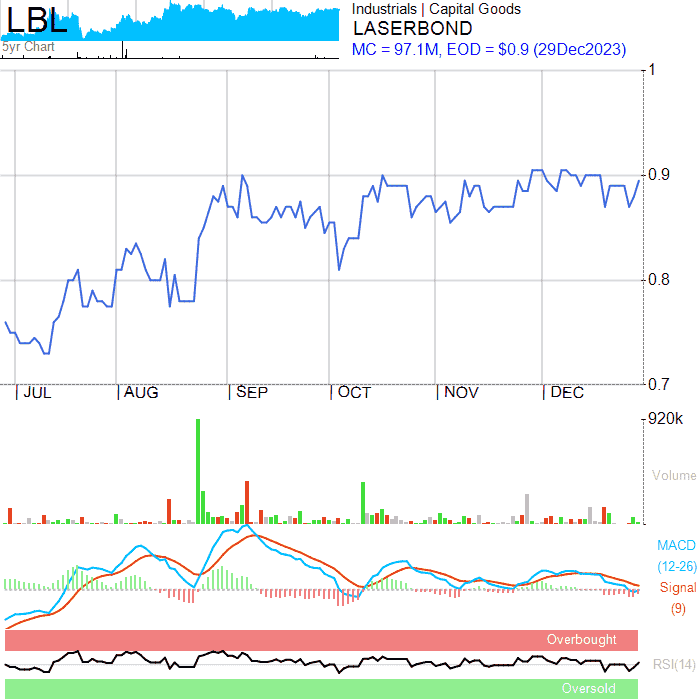 LBL
5yr Chart
Industrials | Capital Goods
LASERBOND
MC = 97.1M, EOD = $0.9 (29Dec2023)
1
0.9
0.8
0.7
JUL AUG SEP OCT NOV DEC
920k
Volume
MACD
(12-26)
Signal
(9)
Overbought
RSI(14)
Oversold